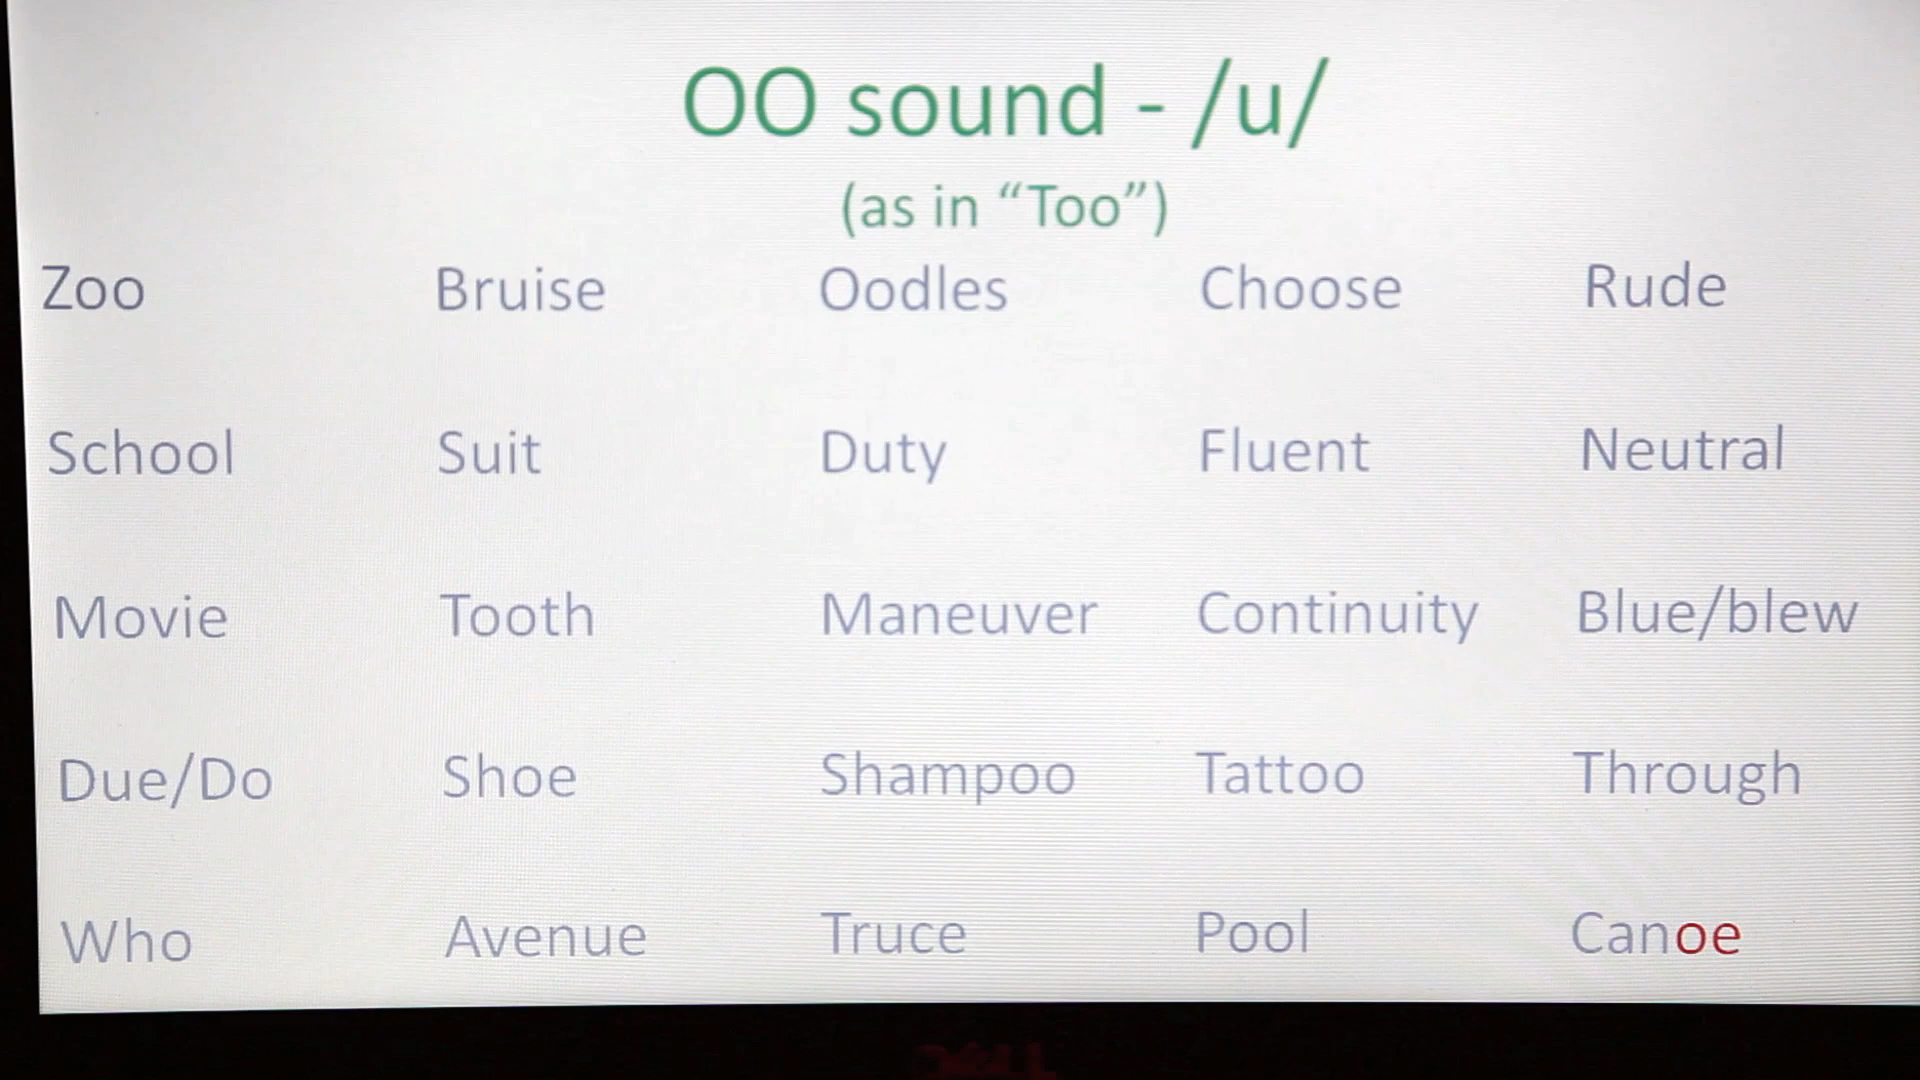 OO sound - /u/
(as in “Too”)
Zoo Bruise Oodles Choose Rude
School Suit Duty Fluent Neutral
Movie Tooth Maneuver Continuity Blue/blew
Due/Do Shoe Shampoo Tattoo Through
Who Avenue Truce Pool Canoe
DELL